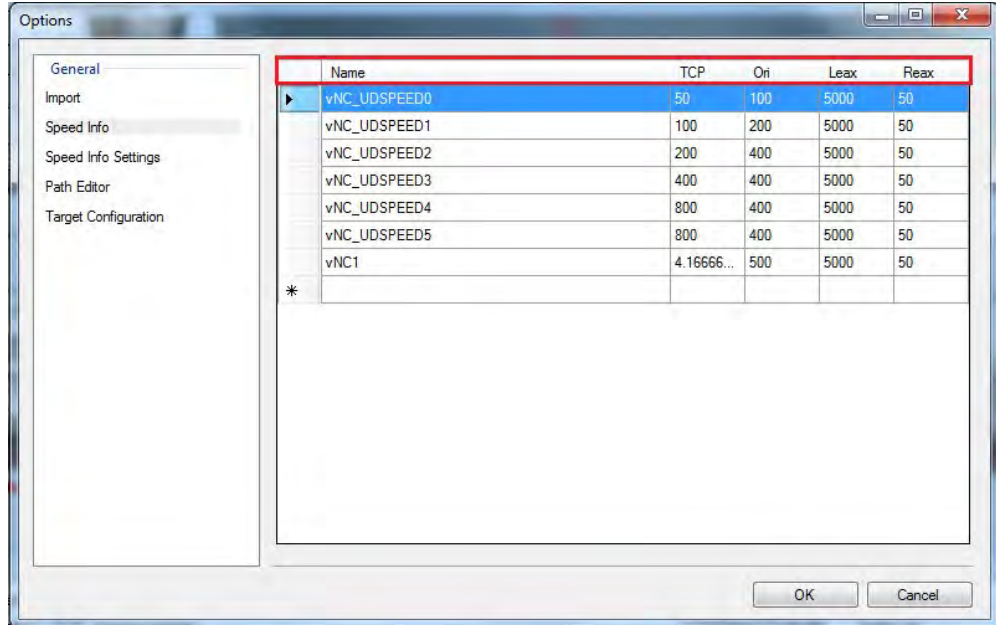 Options
General
Import
Speed Info
Speed Info Settings
Path Editor
Target Configuration
Name TCP Ori Leax Reax
vNC_UDSPEED0 50 100 5000 50
vNC_UDSPEED1 100 200 5000 50
vNC_UDSPEED2 200 400 5000 50
vNC_UDSPEED3 400 400 5000 50
vNC_UDSPEED4 800 400 5000 50
vNC_UDSPEED5 800 400 5000 50
vNC1 4.16666... 500 5000 50
OK Cancel